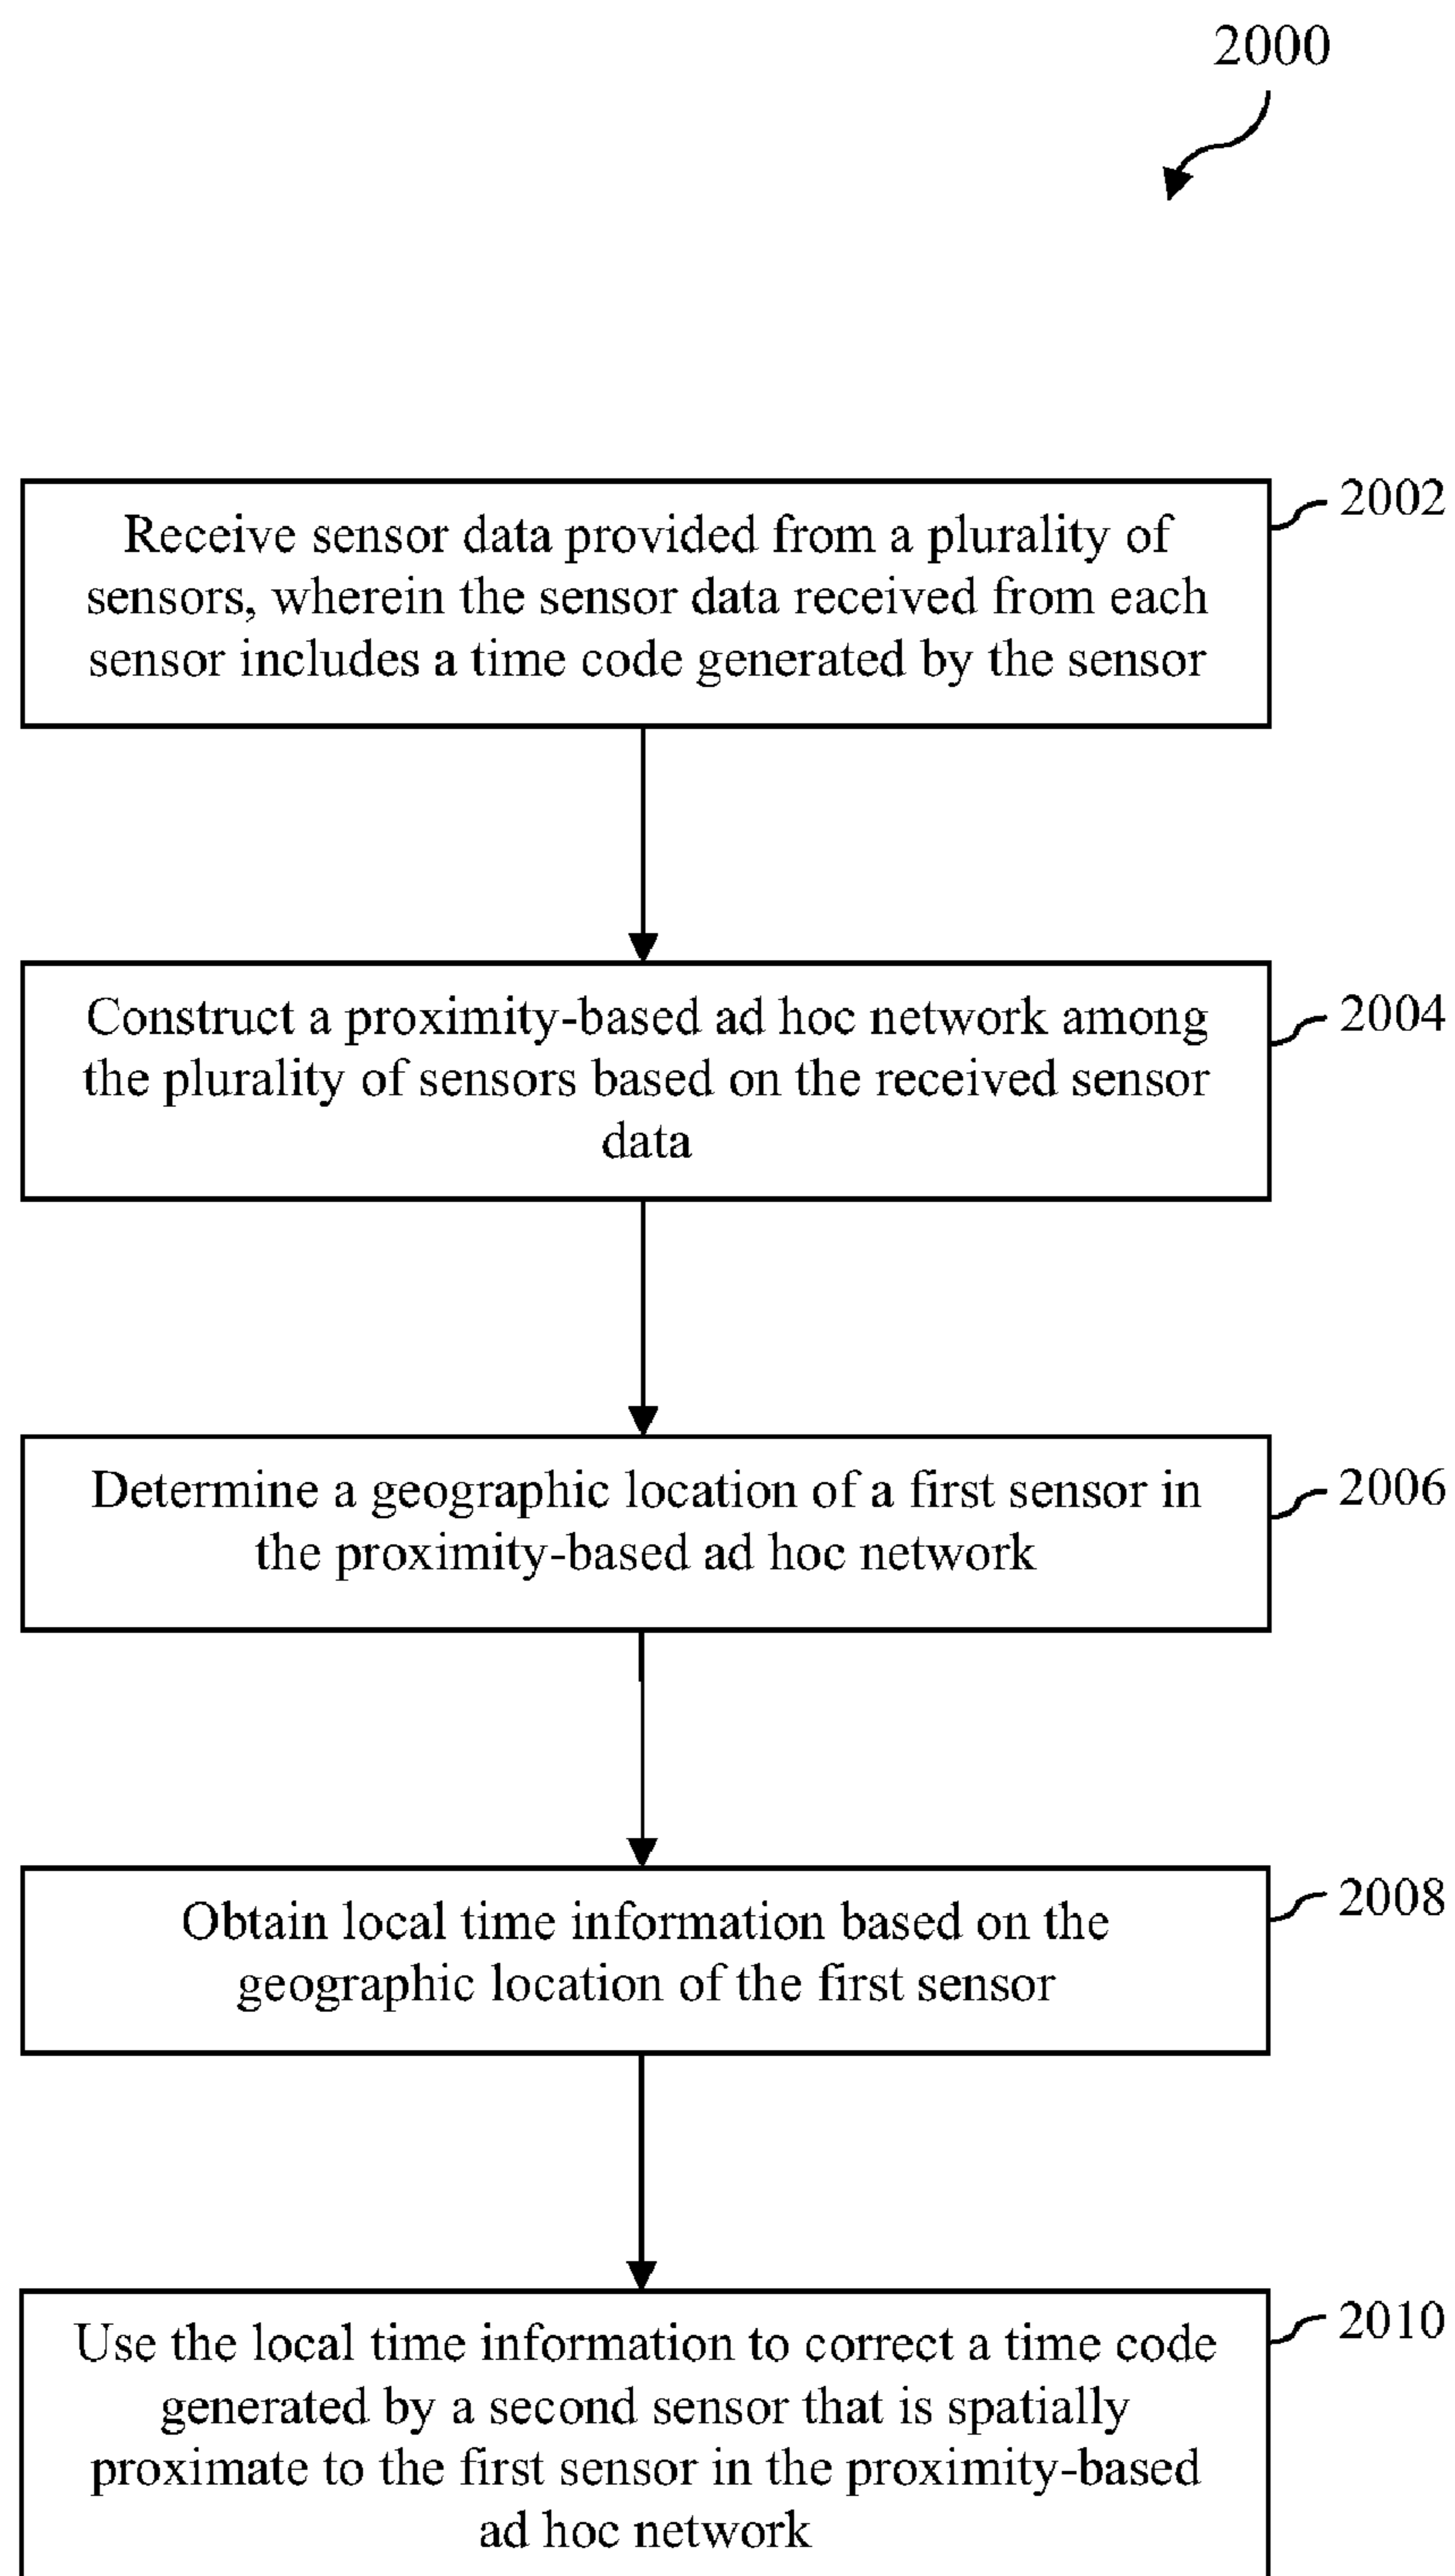 2000
Receive sensor data provided from a plurality of
sensors, wherein the sensor data received from each
sensor includes a time code generated by the sensor
2002
Construct a proximity-based ad hoc network among
the plurality of sensors based on the received sensor
data
2004
Determine a geographic location of a first sensor in
the proximity-based ad hoc network
2006
Obtain local time information based on the
geographic location of the first sensor
2008
Use the local time information to correct a time code
generated by a second sensor that is spatially
proximate to the first sensor in the proximity-based
ad hoc network
2010